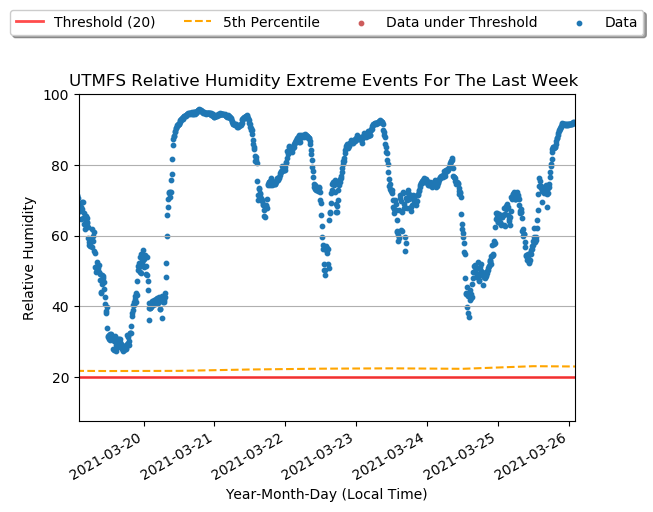 Threshold (20) 5th Percentile Data under Threshold Data
UTMFS Relative Humidity Extreme Events For The Last Week
100
80
60
40
20
Relative Humidity
2021-03-20 2021-03-21 2021-03-22 2021-03-23 2021-03-24 2021-03-25 2021-03-26
Year-Month-Day (Local Time)